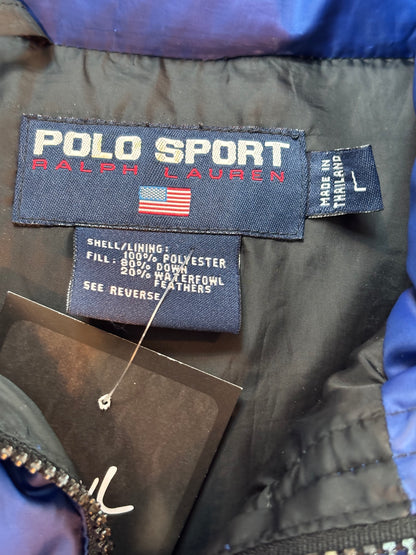 POLO SPORT
RALPH LAUREN
MADE IN
THAILAND
L
SHELL/LINING:
100% POLYESTER
FILL: 80% DOWN
20% WATERFOWL
FEATHERS
SEE REVERSE